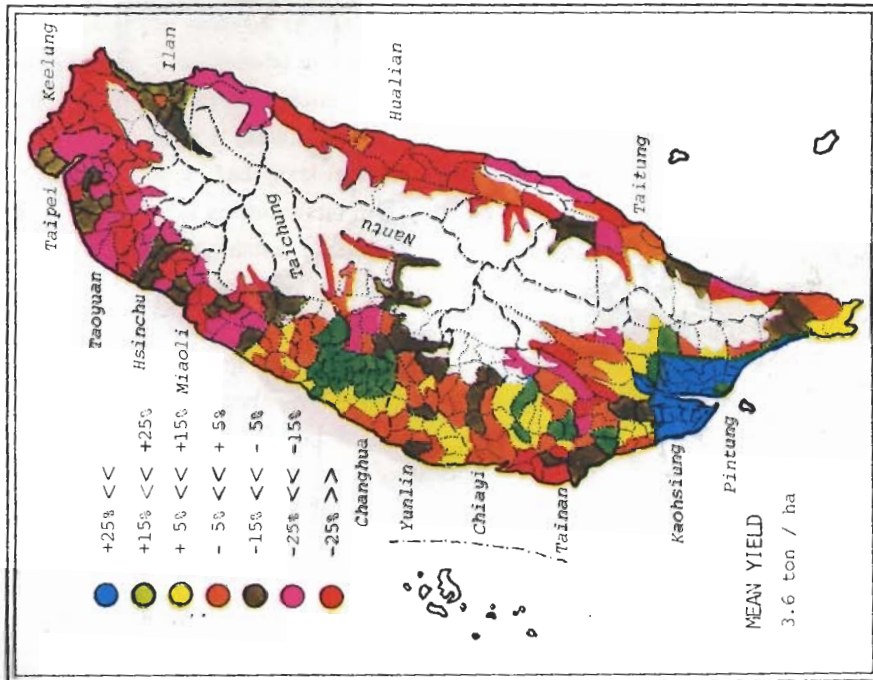 Keelung
Taipei
Ilan
Taoyuan
Hsinchu
Miaoli
Taichung
Hualian
Nantu
Changhua
Yunlin
Chiayi
Tainan
Taitung
Kaohsiung
Pintung
+25% <<
+15% << +25%
+ 5% << +15%
- 5% << + 5%
-15% << - 5%
-25% << -15%
-25% >>
MEAN YIELD
3.6 ton / ha